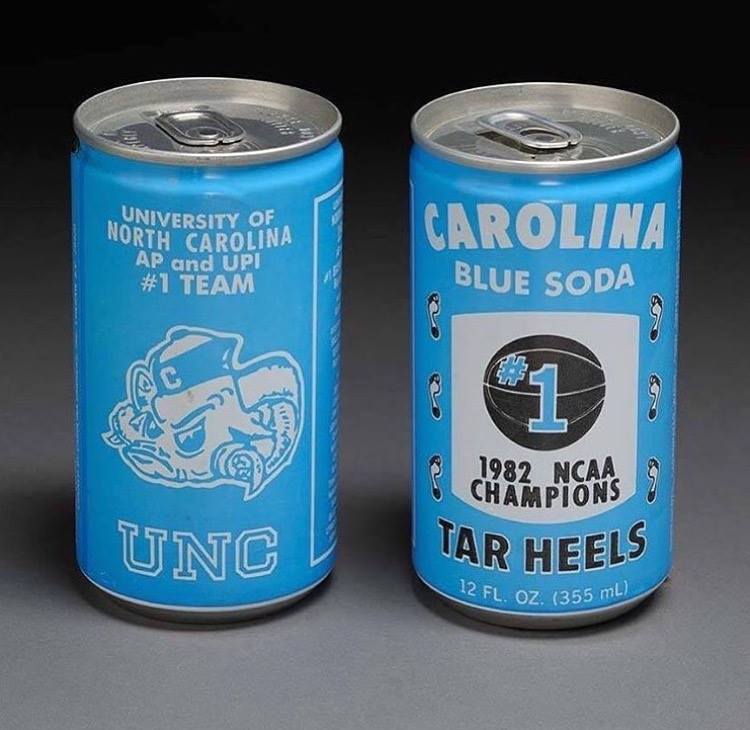 UNIVERSITY OF
NORTH CAROLINA
AP and UPI
#1 TEAM
C
UNC
CAROLINA
BLUE SODA
#1
1982 NCAA
CHAMPIONS
TAR HEELS
12 FL. OZ. (355 mL)